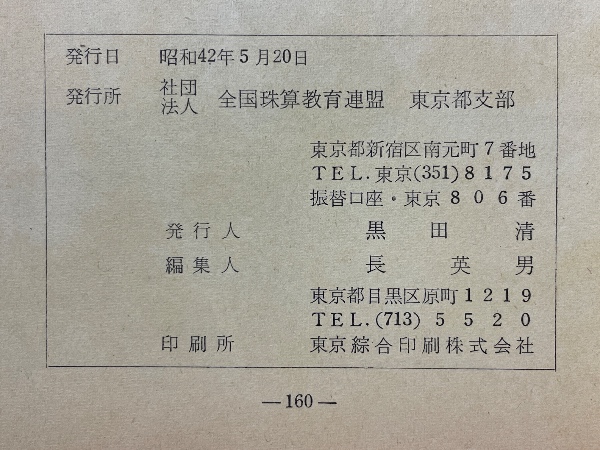 発行日 昭和42年5月20日
発行所 社団法人 全国珠算教育連盟 東京都支部
東京都新宿区南元町7番地
TEL.東京(351)8175
振替口座・東京806番
発行人 黒田清
編集人 長英男
東京都目黒区原町1219
TEL.(713)5520
印刷所 東京綜合印刷株式会社
—160—